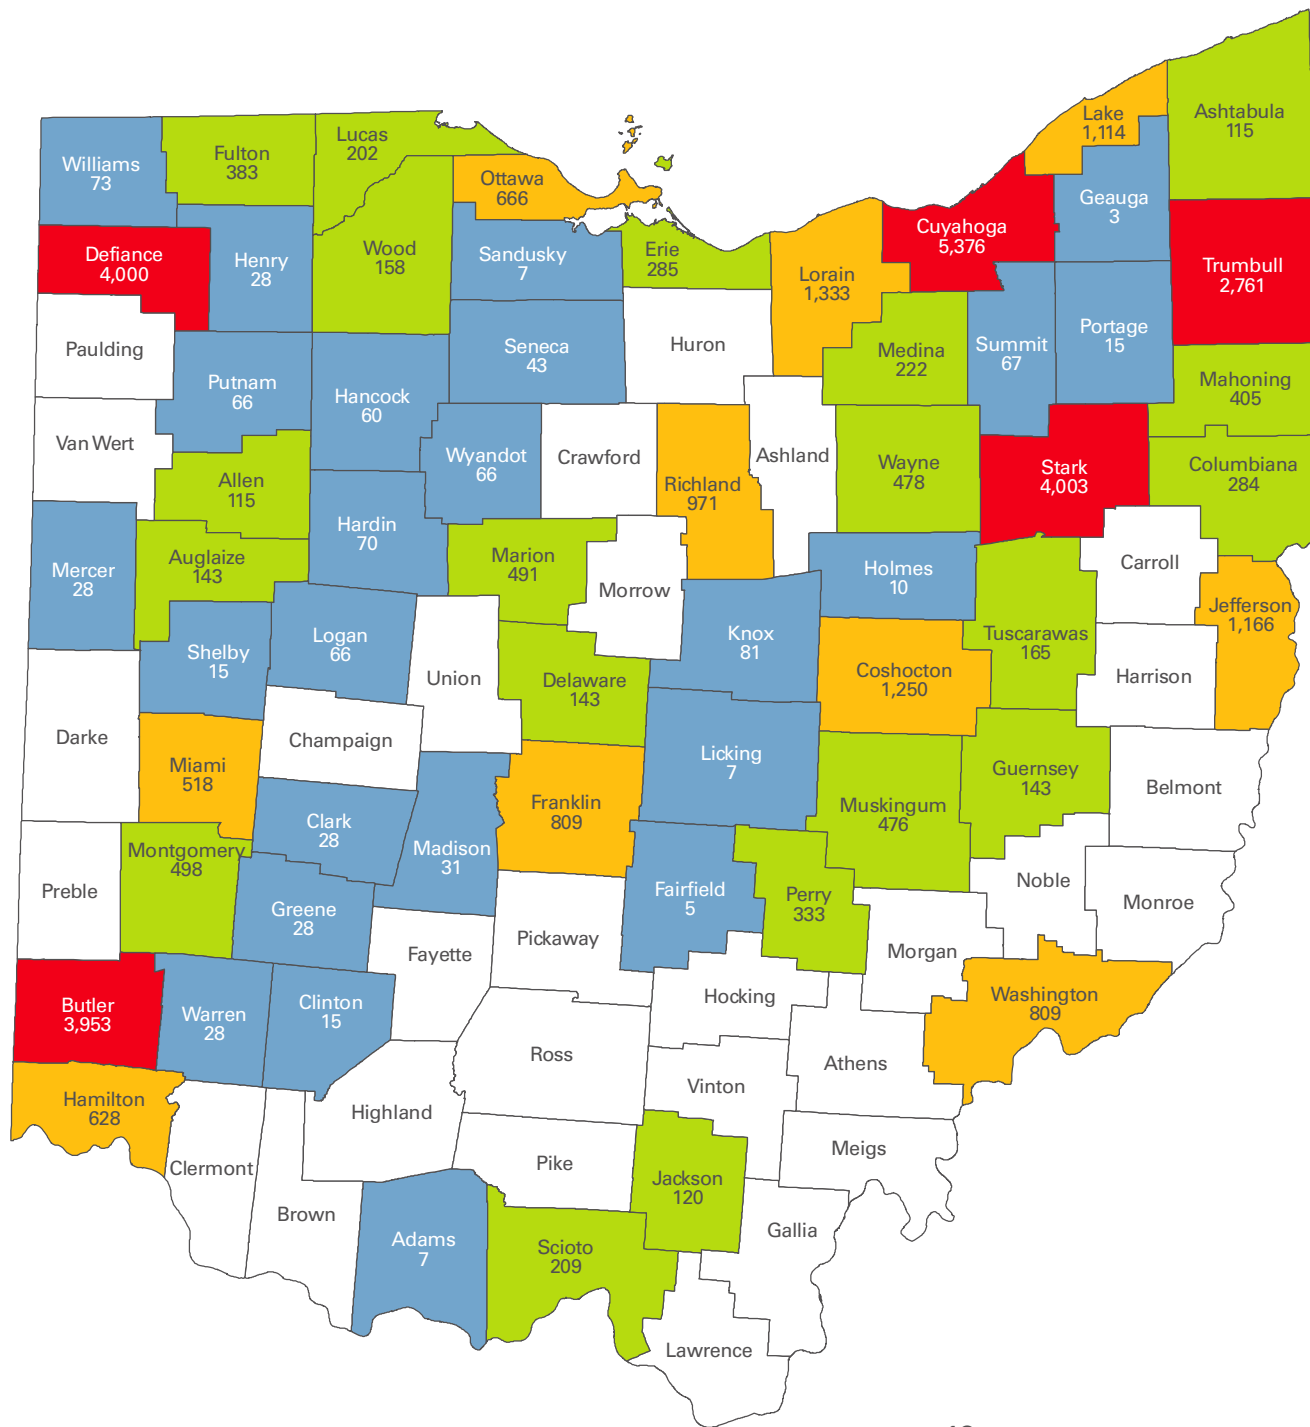 Lake
1,114
Ashtabula
115
Williams
73
Fulton
383
Lucas
202
Ottawa
666
Geauga
3
Defiance
4,000
Henry
28
Wood
158
Sandusky
7
Erie
285
Lorain
1,333
Cuyahoga
5,376
Trumbull
2,761
Paulding
Putnam
66
Hancock
60
Seneca
43
Huron
Medina
222
Summit
67
Portage
15
Mahoning
405
Van Wert
Allen
115
Wyandot
66
Crawford
Richland
971
Ashland
Wayne
478
Stark
4,003
Columbiana
284
Mercer
28
Auglaize
143
Hardin
70
Marion
491
Morrow
Holmes
10
Carroll
Jefferson
1,166
Shelby
15
Logan
66
Union
Delaware
143
Knox
81
Coshocton
1,250
Tuscarawas
165
Harrison
Darke
Miami
518
Champaign
Franklin
809
Licking
7
Muskingum
476
Guernsey
143
Belmont
Clark
28
Madison
31
Preble
Montgomery
498
Greene
28
Fayette
Pickaway
Fairfield
5
Perry
333
Morgan
Noble
Monroe
Butler
3,953
Warren
28
Clinton
15
Hocking
Washington
809
Ross
Athens
Vinton
Hamilton
628
Highland
Clermont
Pike
Meigs
Jackson
120
Brown
Adams
7
Scioto
209
Gallia
Lawrence